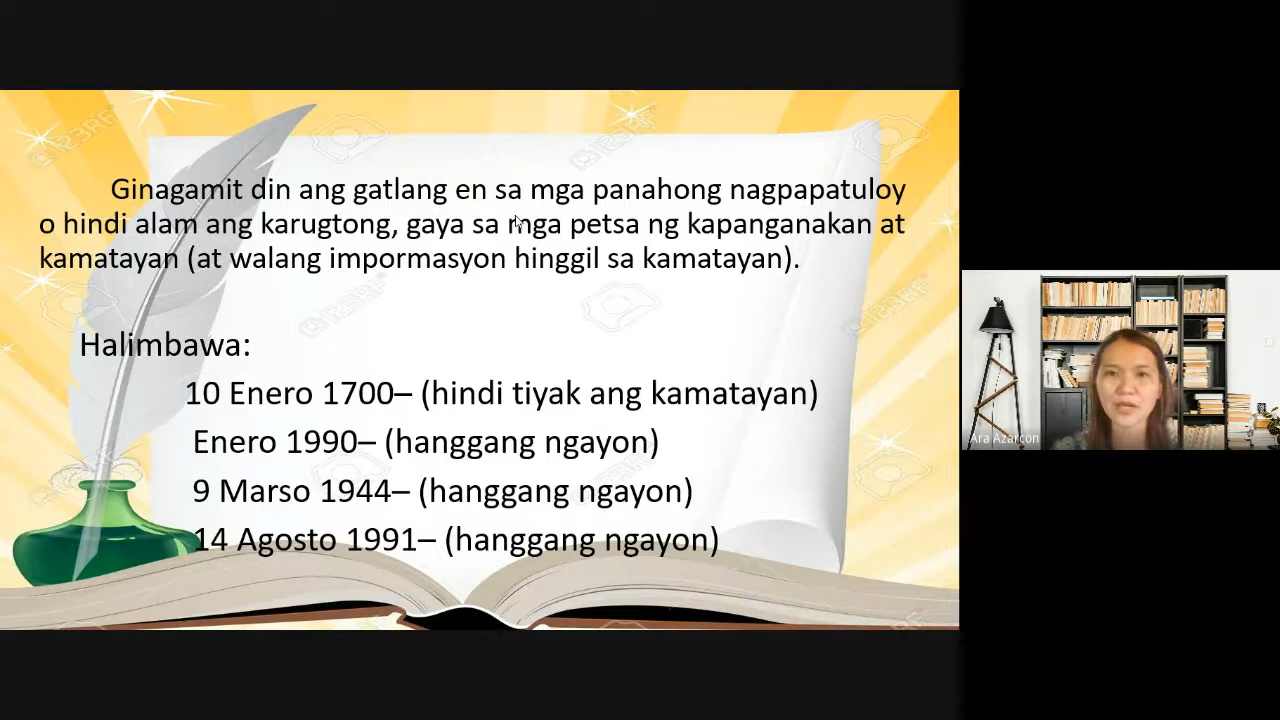 Ginagamit din ang gatlang en sa mga panahong nagpapatuloy
o hindi alam ang karugtong, gaya sa mga petsa ng kapanganakan at
kamatayan (at walang impormasyon hinggil sa kamatayan).
Halimbawa:
10 Enero 1700– (hindi tiyak ang kamatayan)
Enero 1990– (hanggang ngayon)
9 Marso 1944– (hanggang ngayon)
14 Agosto 1991– (hanggang ngayon)
Ara Azarcon